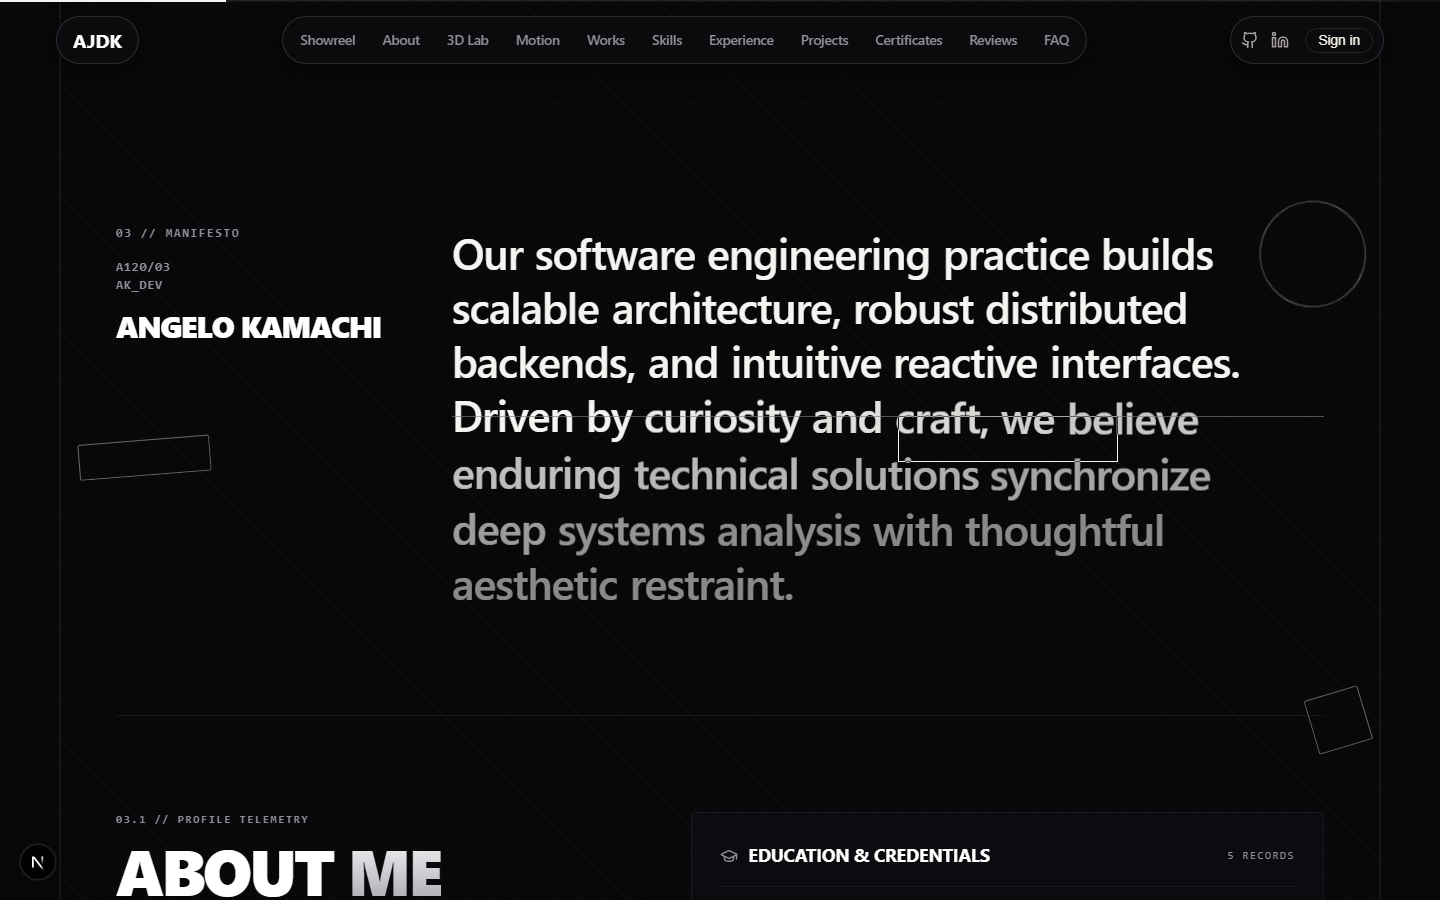 AJDK
Showreel
About
3D Lab
Motion
Works
Skills
Experience
Projects
Certificates
Reviews
FAQ
Sign in
03 // MANIFESTO
A120/03
AK_DEV
ANGELO KAMACHI
Our software engineering practice builds
scalable architecture, robust distributed
backends, and intuitive reactive interfaces.
Driven by curiosity and craft, we believe
enduring technical solutions synchronize
deep systems analysis with thoughtful
aesthetic restraint.
03.1 // PROFILE TELEMETRY
ABOUT ME
EDUCATION & CREDENTIALS
5 RECORDS
N